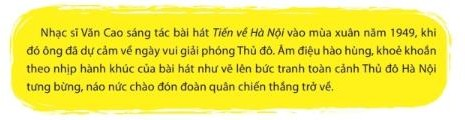 Nhạc sĩ Văn Cao sáng tác bài hát Tiến về Hà Nội vào mùa xuân năm 1949, khi
đó ông đã dự cảm về ngày vui giải phóng Thủ đô. Âm điệu hào hùng, khoẻ khoắn
theo nhịp hành khúc của bài hát như vẽ lên bức tranh toàn cảnh Thủ đô Hà Nội
tưng bừng, náo nức chào đón đoàn quân chiến thắng trở về.